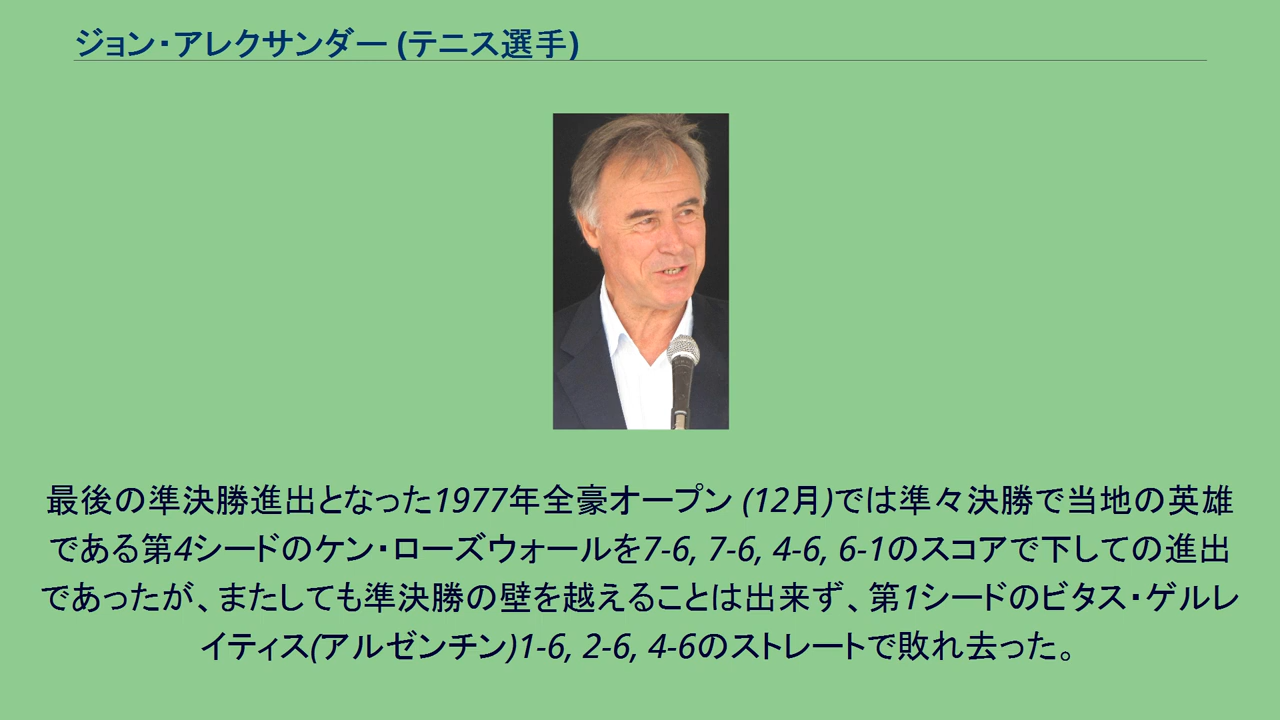 ジョン・アレクサンダー (テニス選手)
最後の準決勝進出となった1977年全豪オープン (12月)では準々決勝で当地の英雄
である第4シードのケン・ローズウォールを7-6, 7-6, 4-6, 6-1のスコアで下しての進出
であったが、またしても準決勝の壁を越えることは出来ず、第1シードのビタス・ゲルレ
イティス(アルゼンチン)1-6, 2-6, 4-6のストレートで敗れ去った。